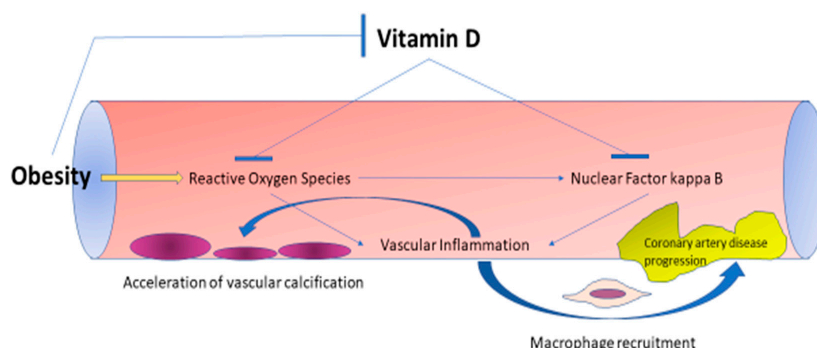 Vitamin D
Obesity
Reactive Oxygen Species
Nuclear Factor kappa B
Vascular Inflammation
Coronary artery disease
progression
Acceleration of vascular calcification
Macrophage recruitment